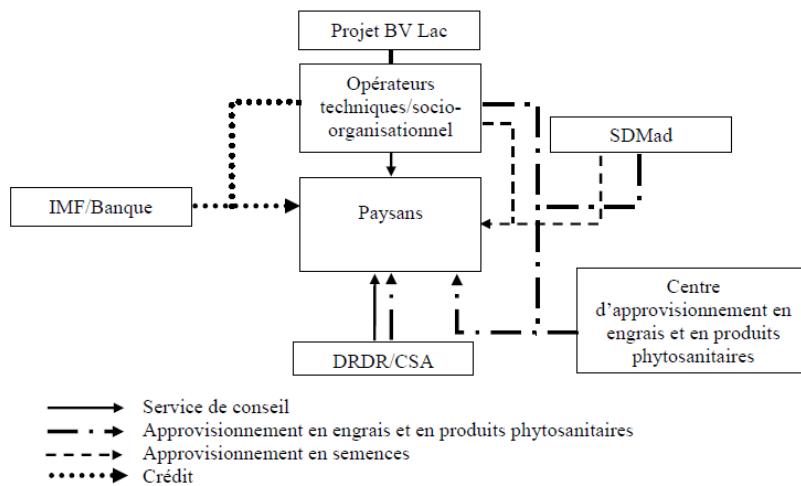 Projet BV Lac
Opérateurs
techniques/socio-
organisationnel
SDMad
IMF/Banque
Paysans
Centre
d'approvisionnement en
engrais et en produits
phytosanitaires
DRDR/CSA
Service de conseil
Approvisionnement en engrais et en produits phytosanitaires
Approvisionnement en semences
Crédit